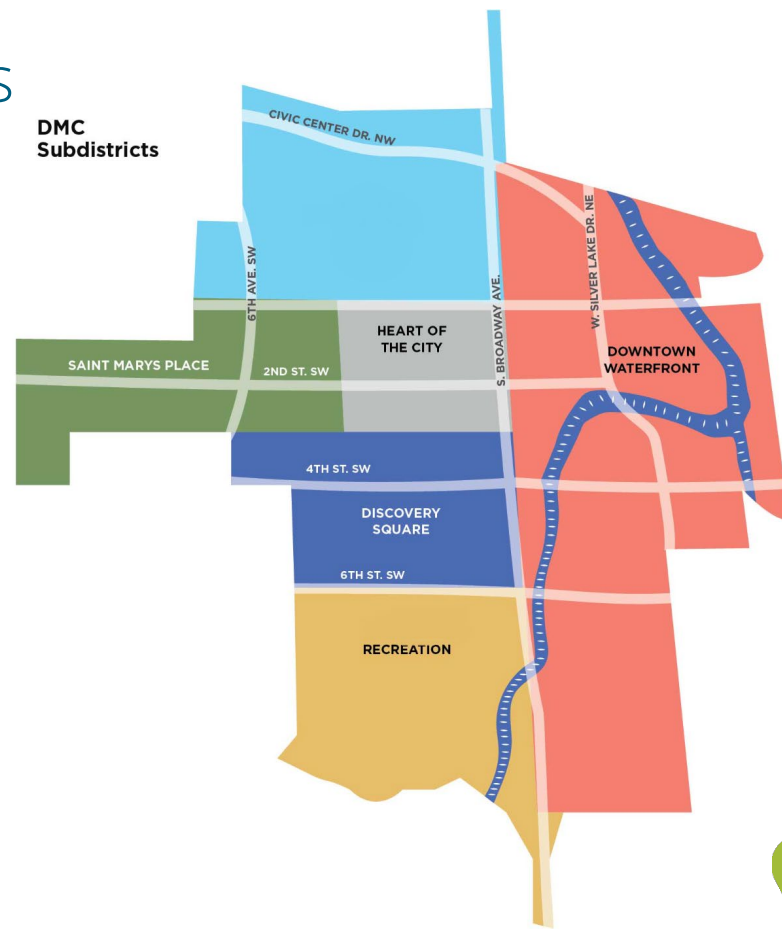 S
DMC
Subdistricts
CIVIC CENTER DR. NW
6TH AVE. SW
W. SILVER LAKE DR. NE
S. BROADWAY AVE.
HEART OF
THE CITY
DOWNTOWN
WATERFRONT
SAINT MARYS PLACE
2ND ST. SW
4TH ST. SW
DISCOVERY
SQUARE
6TH ST. SW
RECREATION